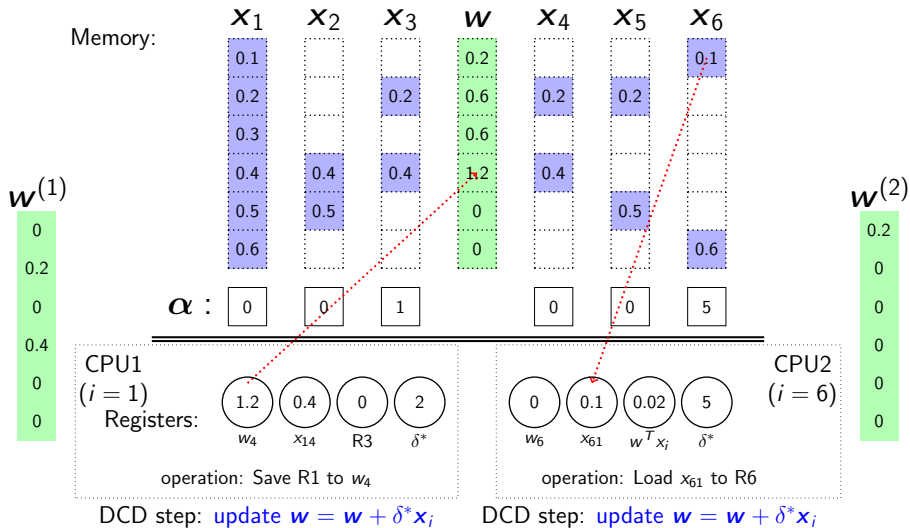 x₁ x₂ x₃ w x₄ x₅ x₆
Memory:
0.1 0.2 0.1
0.2 0.2 0.6 0.2 0.2
0.3 0.6
0.4 0.4 0.4 1.2 0.4
0.5 0.5 0 0.5
0.6 0 0.6
w⁽¹⁾
0
0.2
0
0.4
0
0
w⁽²⁾
0.2
0
0
0
0
0
α : 0 0 1 0 0 5
CPU1
(i = 1)
Registers: 1.2 0.4 0 2
w₄ x₁₄ R3 δ*
operation: Save R1 to w₄
DCD step: update w = w + δ*xᵢ
CPU2
(i = 6)
0 0.1 0.02 5
w₆ x₆₁ wᵀxᵢ δ*
operation: Load x₆₁ to R6
DCD step: update w = w + δ*xᵢ